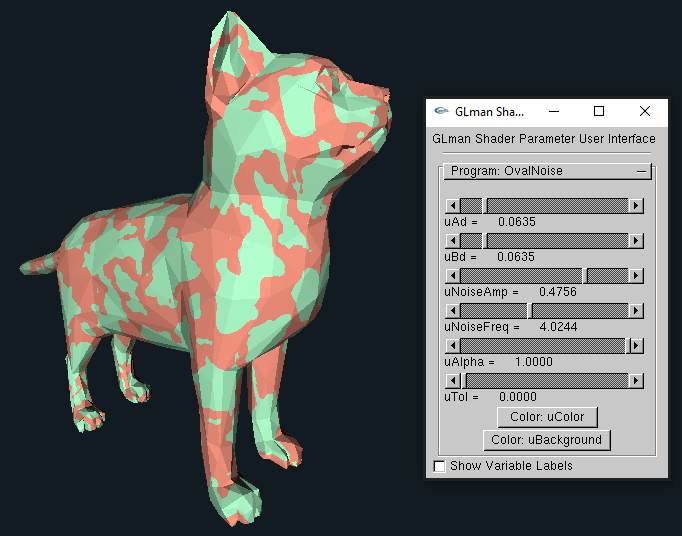 GLman Sha...
GLman Shader Parameter User Interface
Program: OvalNoise
uAd = 0.0635
uBd = 0.0635
uNoiseAmp = 0.4756
uNoiseFreq = 4.0244
uAlpha = 1.0000
uTol = 0.0000
Color: uColor
Color: uBackground
Show Variable Labels